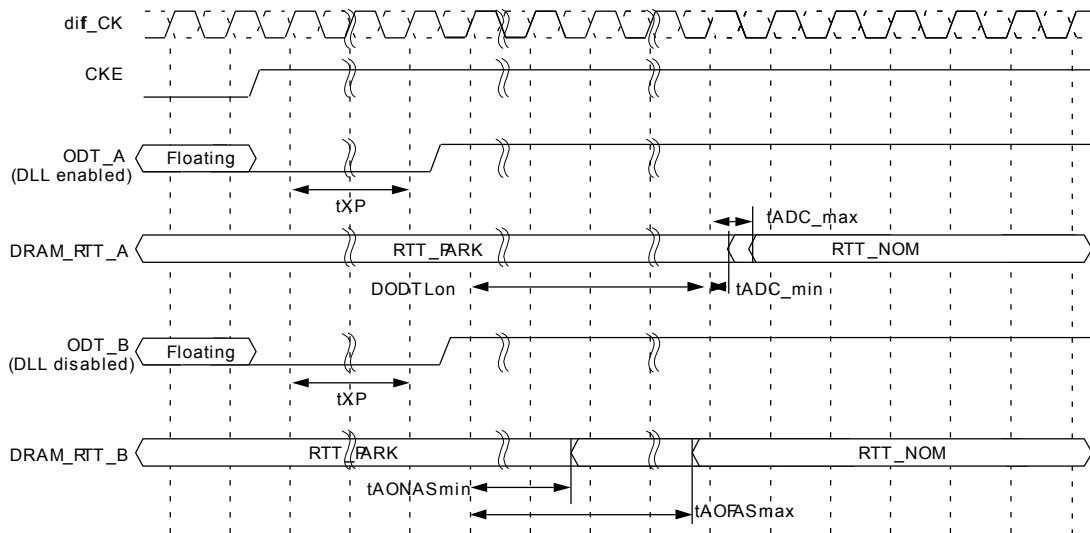 dif_CK
CKE
ODT_A
(DLL enabled)
Floating
tXP
tADC_max
DRAM_RTT_A
RTT_PARK
RTT_NOM
DODTLon
tADC_min
ODT_B
(DLL disabled)
Floating
tXP
DRAM_RTT_B
RTT_PARK
RTT_NOM
tAONASmin
tAOFASmax